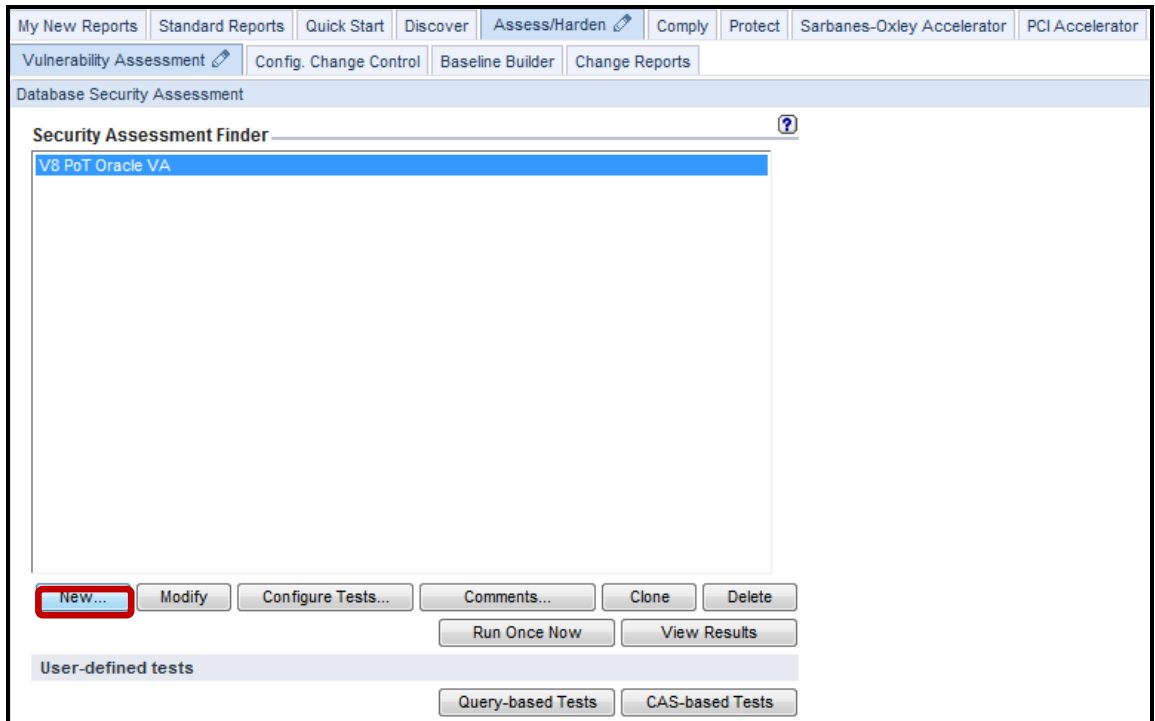 My New Reports Standard Reports Quick Start Discover Assess/Harden Comply Protect Sarbanes-Oxley Accelerator PCI Accelerator
Vulnerability Assessment Config. Change Control Baseline Builder Change Reports
Database Security Assessment
Security Assessment Finder ?
V8 PoT Oracle VA
New... Modify Configure Tests... Comments... Clone Delete
Run Once Now View Results
User-defined tests
Query-based Tests CAS-based Tests